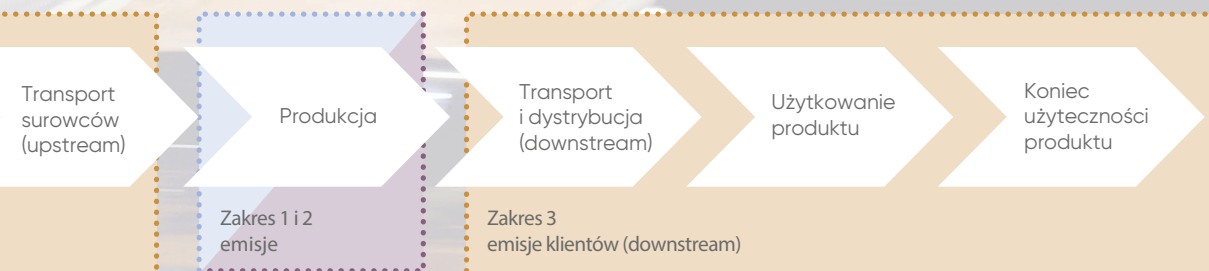 Transport
surowców
(upstream)
Produkcja
Transport
i dystrybucja
(downstream)
Użytkowanie
produktu
Koniec
użyteczności
produktu
Zakres 1 i 2
emisje
Zakres 3
emisje klientów (downstream)